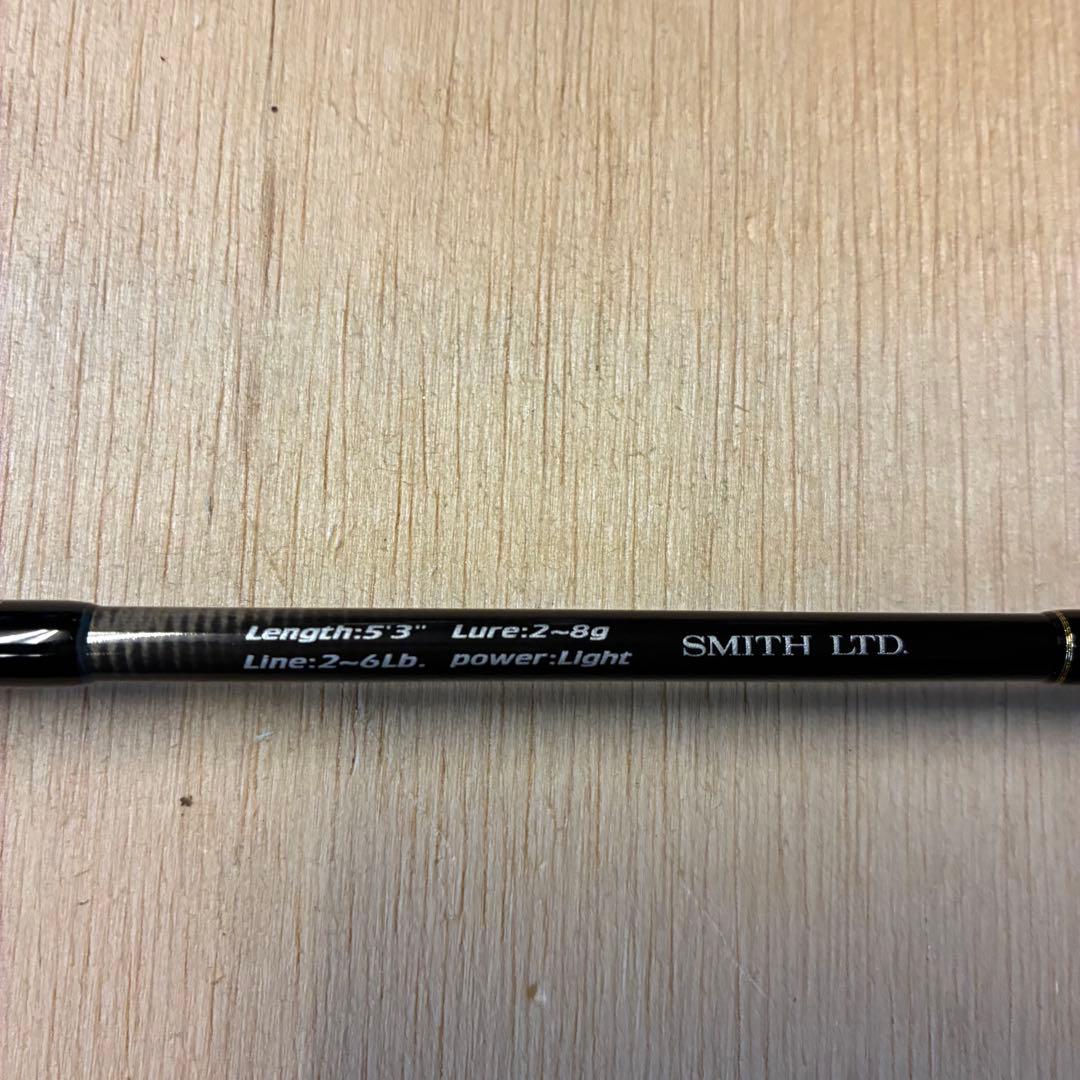 Length:5'3" Lure:2~8g
Line:2~6Lb. power:Light
SMITH LTD.